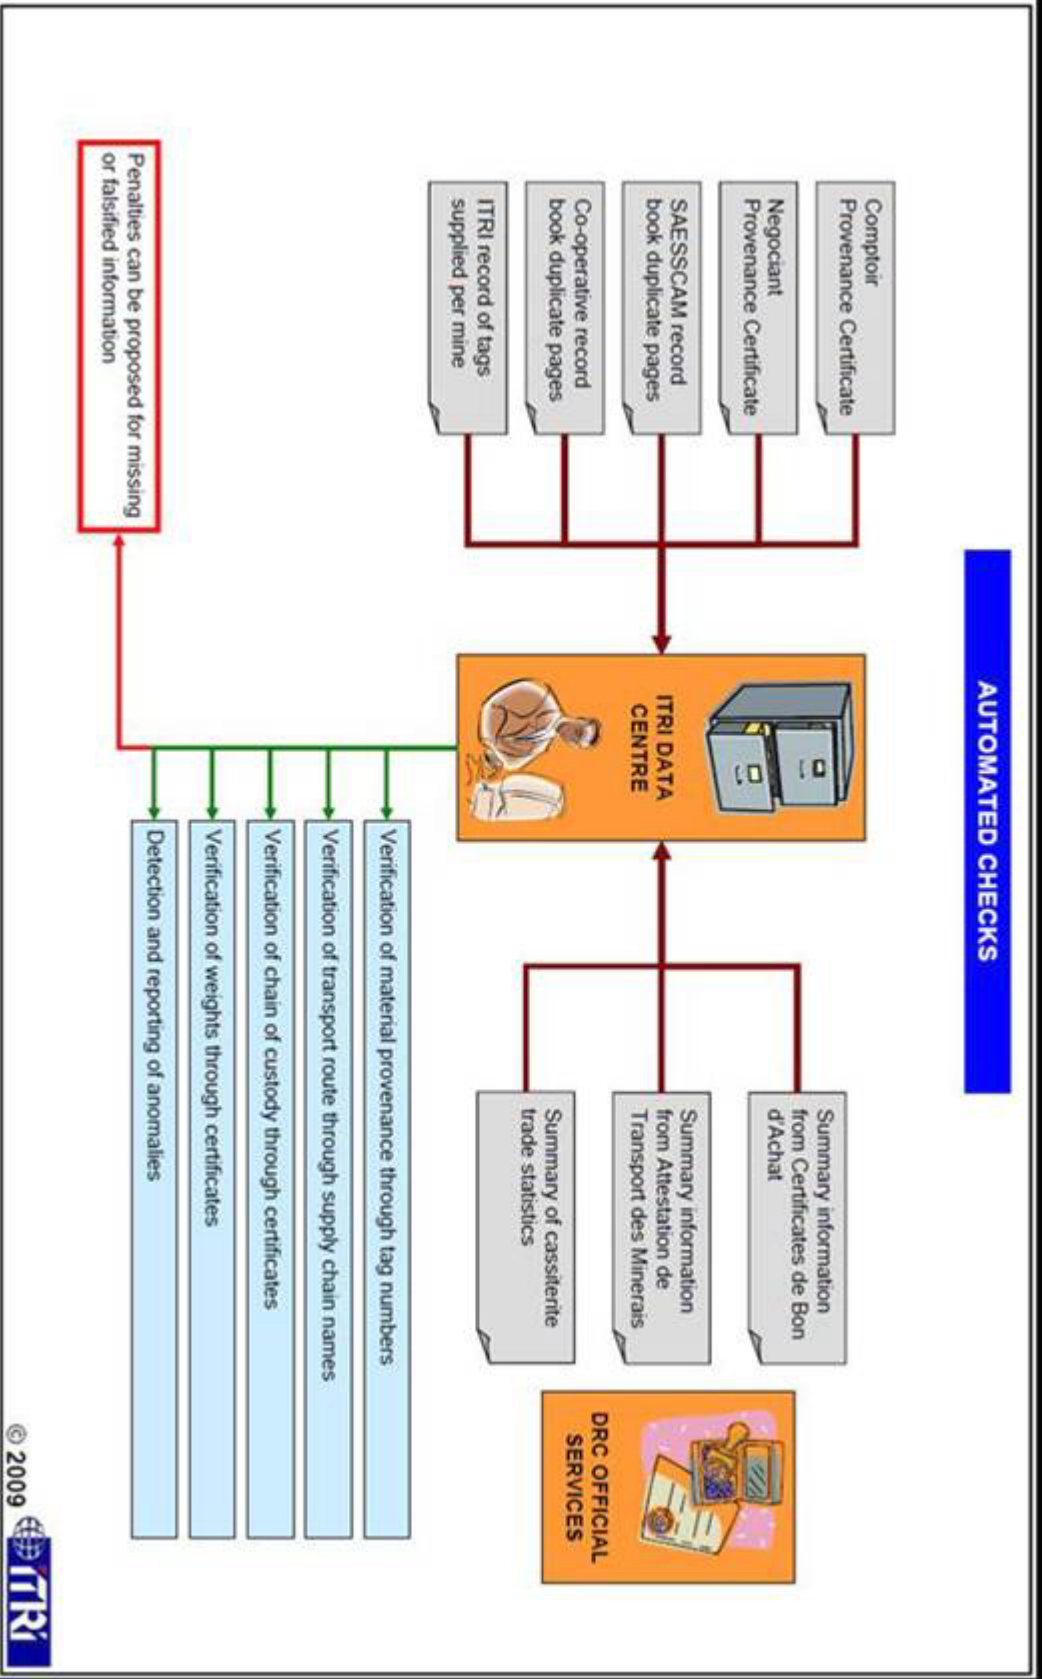 AUTOMATED CHECKS
Comptoir
Provenance Certificate
Negociant
Provenance Certificate
SAESSCAM record
book duplicate pages
Co-operative record
book duplicate pages
ITRI record of tags
supplied per mine
ITRI DATA
CENTRE
Summary information
from Certificates de Bon
d'Achat
Summary information
from Attestation de
Transport des Minerais
Summary of cassiterite
trade statistics
DRC OFFICIAL
SERVICES
Verification of material provenance through tag numbers
Verification of transport route through supply chain names
Verification of chain of custody through certificates
Verification of weights through certificates
Detection and reporting of anomalies
Penalties can be proposed for missing
or falsified information
© 2009 iTRi